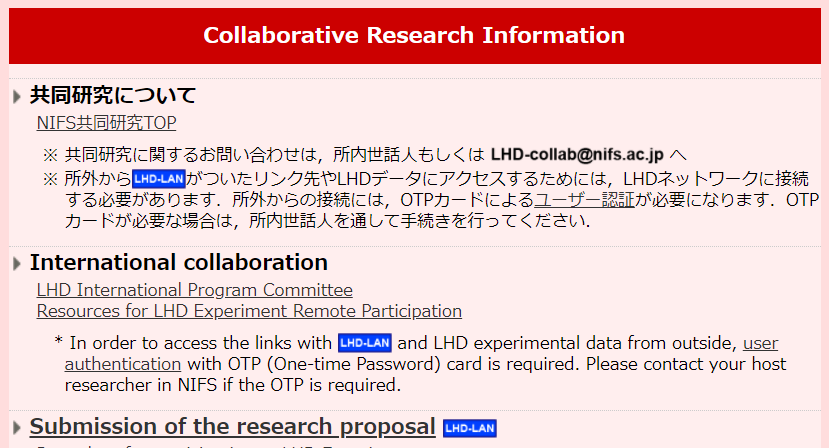 Collaborative Research Information
共同研究について
NIFS共同研究TOP
※ 共同研究に関するお問い合わせは，所内世話人もしくは LHD-collab@nifs.ac.jp へ
※ 所外からLHD-LANがついたリンク先やLHDデータにアクセスするためには，LHDネットワークに接続
する必要があります．所外からの接続には，OTPカードによるユーザー認証が必要になります．OTP
カードが必要な場合は，所内世話人を通して手続きを行ってください．
International collaboration
LHD International Program Committee
Resources for LHD Experiment Remote Participation
* In order to access the links with LHD-LAN and LHD experimental data from outside, user
authentication with OTP (One-time Password) card is required. Please contact your host
researcher in NIFS if the OTP is required.
Submission of the research proposal LHD-LAN